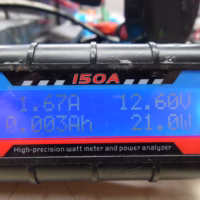 150A
1.67A 12.60V
0.003Ah 21.0W
High-precision watt meter and power analyzer